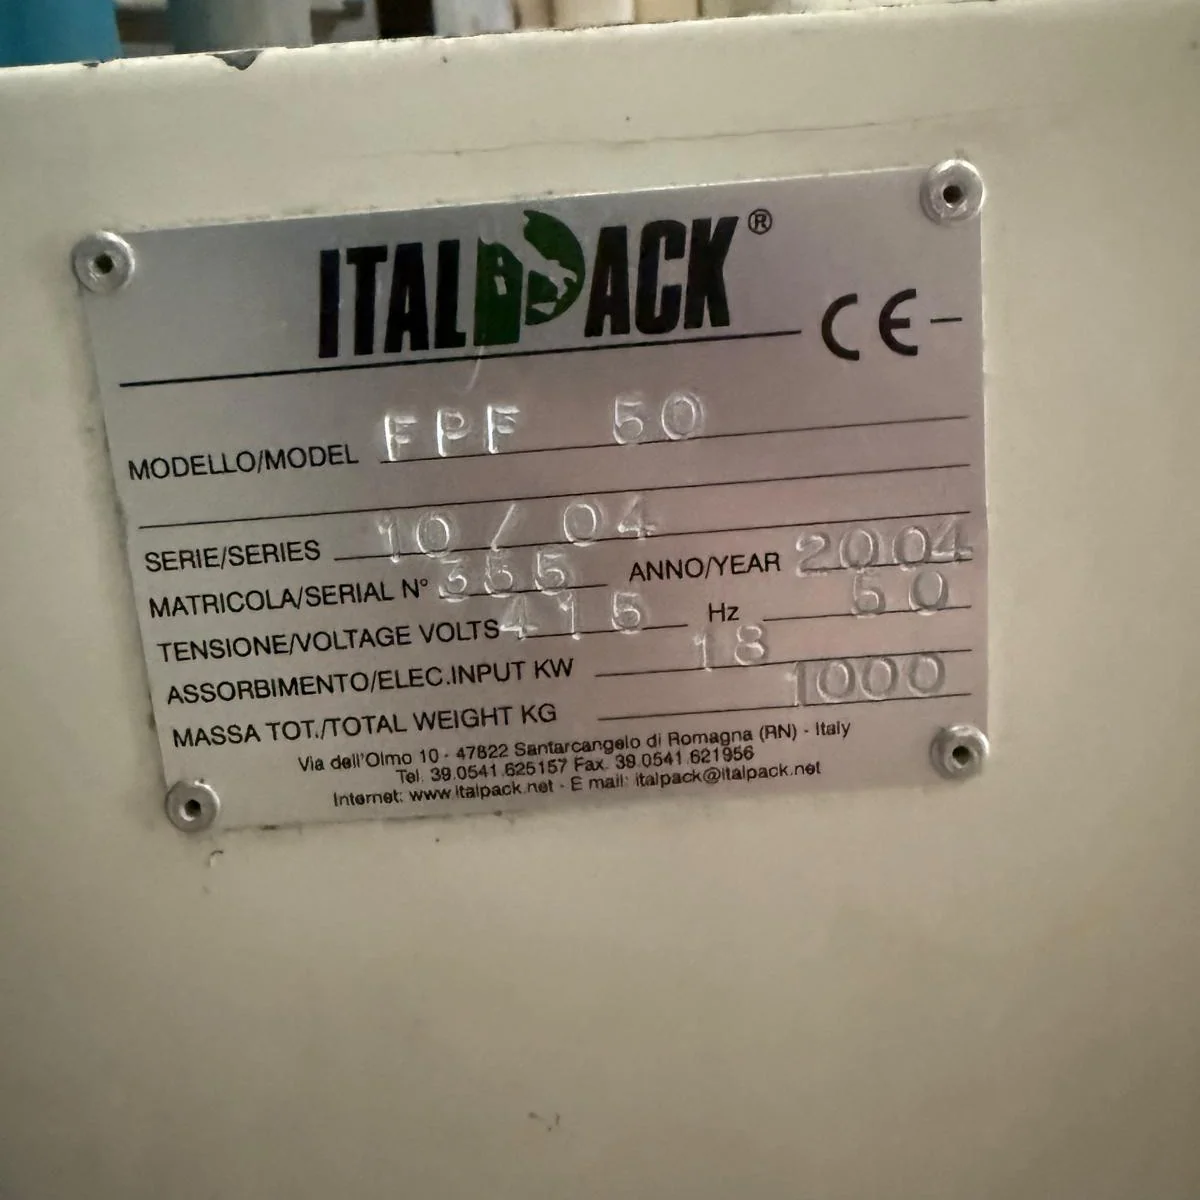 ITALPACK®
CE
MODELLO/MODEL FPF 50
SERIE/SERIES 10/04
MATRICOLA/SERIAL N° 355 ANNO/YEAR 2004
TENSIONE/VOLTAGE VOLTS 415 Hz 50
ASSORBIMENTO/ELEC.INPUT KW 18
MASSA TOT./TOTAL WEIGHT KG 1000
Via dell'Olmo 10 - 47822 Santarcangelo di Romagna (RN) - Italy
Tel. 39.0541.625157 Fax. 39.0541.621956
Internet: www.italpack.net - E mail: italpack@italpack.net